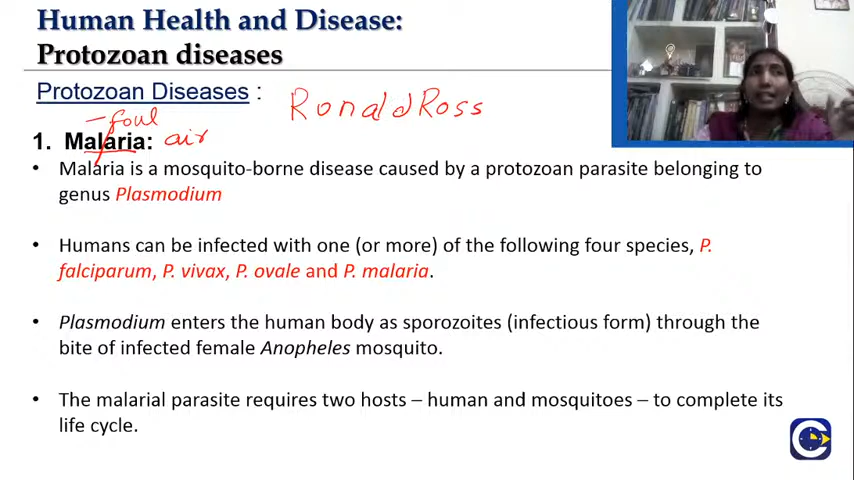 Human Health and Disease:
Protozoan diseases
Protozoan Diseases :
Ronald Ross
- foul
air
1. Malaria:
• Malaria is a mosquito-borne disease caused by a protozoan parasite belonging to
genus Plasmodium
• Humans can be infected with one (or more) of the following four species, P.
falciparum, P. vivax, P. ovale and P. malaria.
• Plasmodium enters the human body as sporozoites (infectious form) through the
bite of infected female Anopheles mosquito.
• The malarial parasite requires two hosts – human and mosquitoes – to complete its
life cycle.